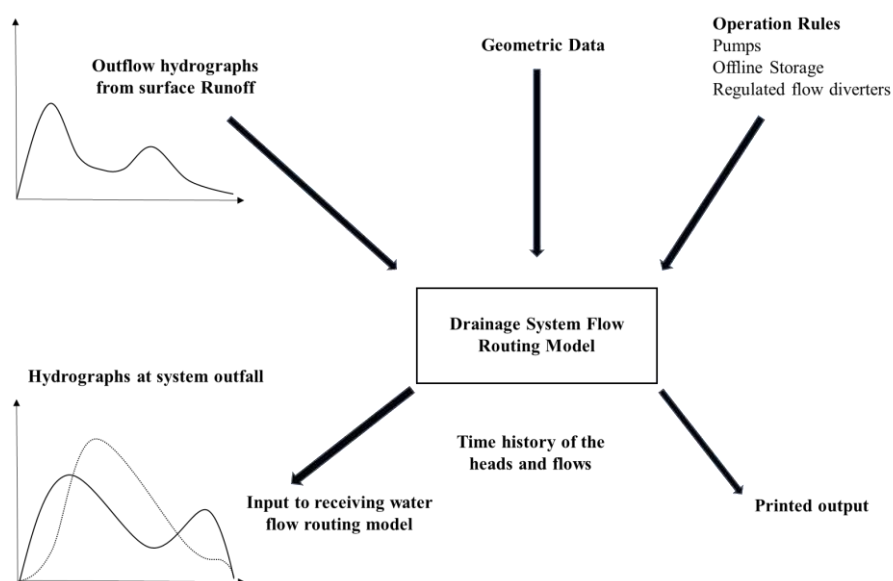 Outflow hydrographs
from surface Runoff
Geometric Data
Operation Rules
Pumps
Offline Storage
Regulated flow diverters
Drainage System Flow
Routing Model
Hydrographs at system outfall
Time history of the
heads and flows
Input to receiving water
flow routing model
Printed output